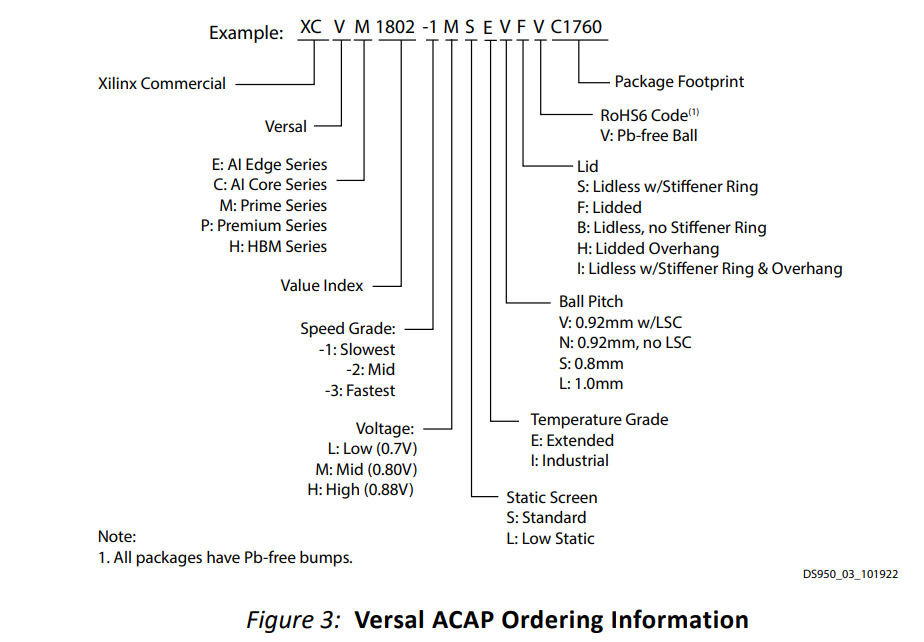 Example: XC V M 1802 -1 M S E V F V C1760
Xilinx Commercial
Versal
E: AI Edge Series
C: AI Core Series
M: Prime Series
P: Premium Series
H: HBM Series
Value Index
Speed Grade:
-1: Slowest
-2: Mid
-3: Fastest
Voltage:
L: Low (0.7V)
M: Mid (0.80V)
H: High (0.88V)
Package Footprint
RoHS6 Code(1)
V: Pb-free Ball
Lid
S: Lidless w/Stiffener Ring
F: Lidded
B: Lidless, no Stiffener Ring
H: Lidded Overhang
I: Lidless w/Stiffener Ring & Overhang
Ball Pitch
V: 0.92mm w/LSC
N: 0.92mm, no LSC
S: 0.8mm
L: 1.0mm
Temperature Grade
E: Extended
I: Industrial
Static Screen
S: Standard
L: Low Static
Note:
1. All packages have Pb-free bumps.
DS950_03_101922
Figure 3: Versal ACAP Ordering Information